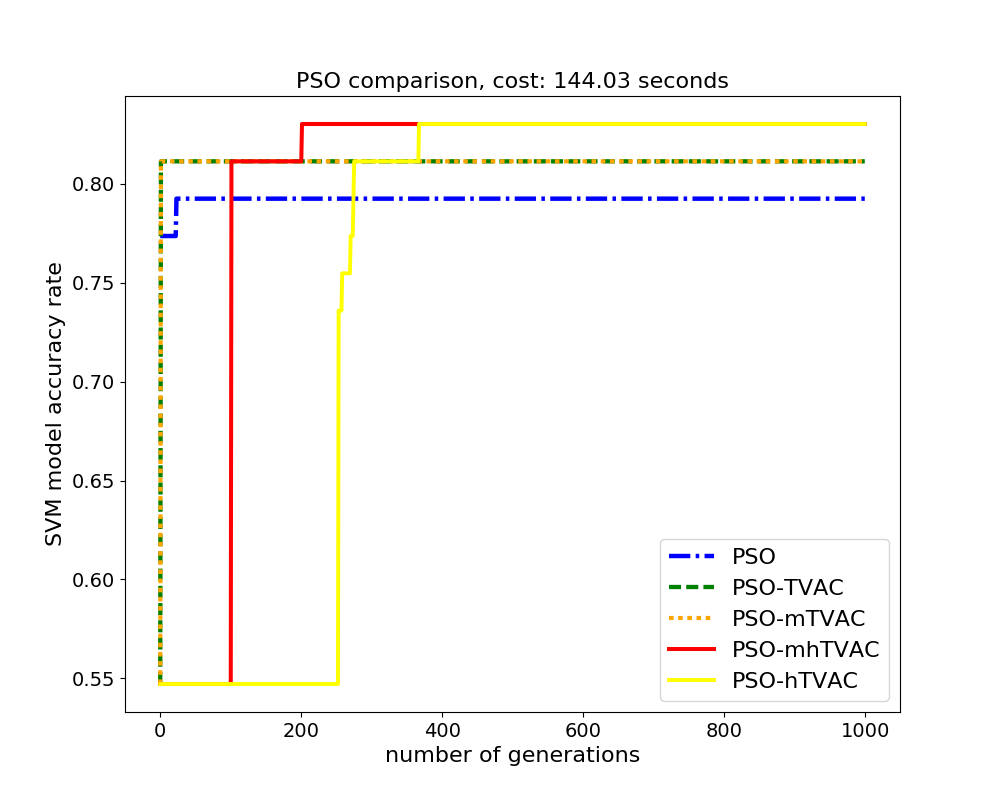 PSO comparison, cost: 144.03 seconds
SVM model accuracy rate
0.80
0.75
0.70
0.65
0.60
0.55
0 200 400 600 800 1000
number of generations
PSO
PSO-TVAC
PSO-mTVAC
PSO-mhTVAC
PSO-hTVAC